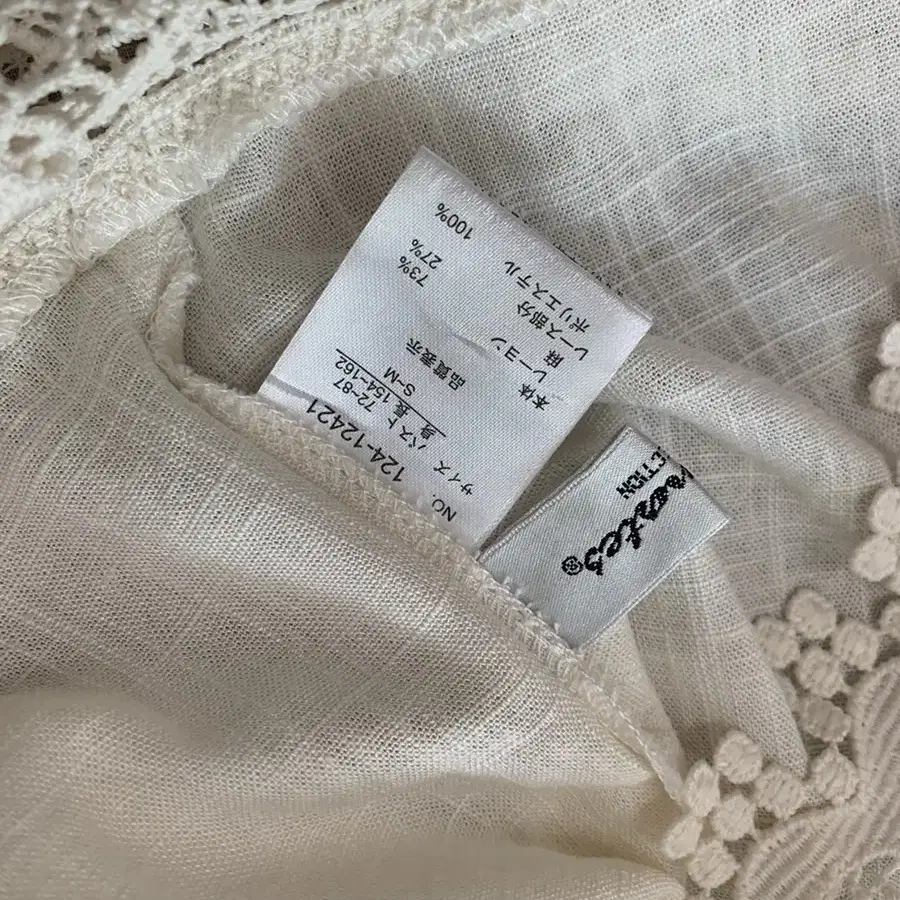 NO. 124-12421
サイズ S-M
バスト 72~87
身長 154~162
品質表示
本体
レーヨン 73%
麻 27%
レース部分
ポリエステル 100%